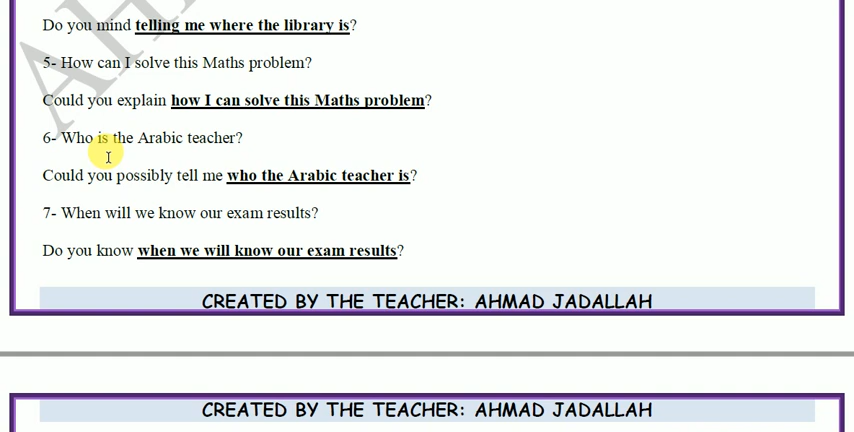 Do you mind telling me where the library is?
5- How can I solve this Maths problem?
Could you explain how I can solve this Maths problem?
6- Who is the Arabic teacher?
Could you possibly tell me who the Arabic teacher is?
7- When will we know our exam results?
Do you know when we will know our exam results?
CREATED BY THE TEACHER: AHMAD JADALLAH
CREATED BY THE TEACHER: AHMAD JADALLAH